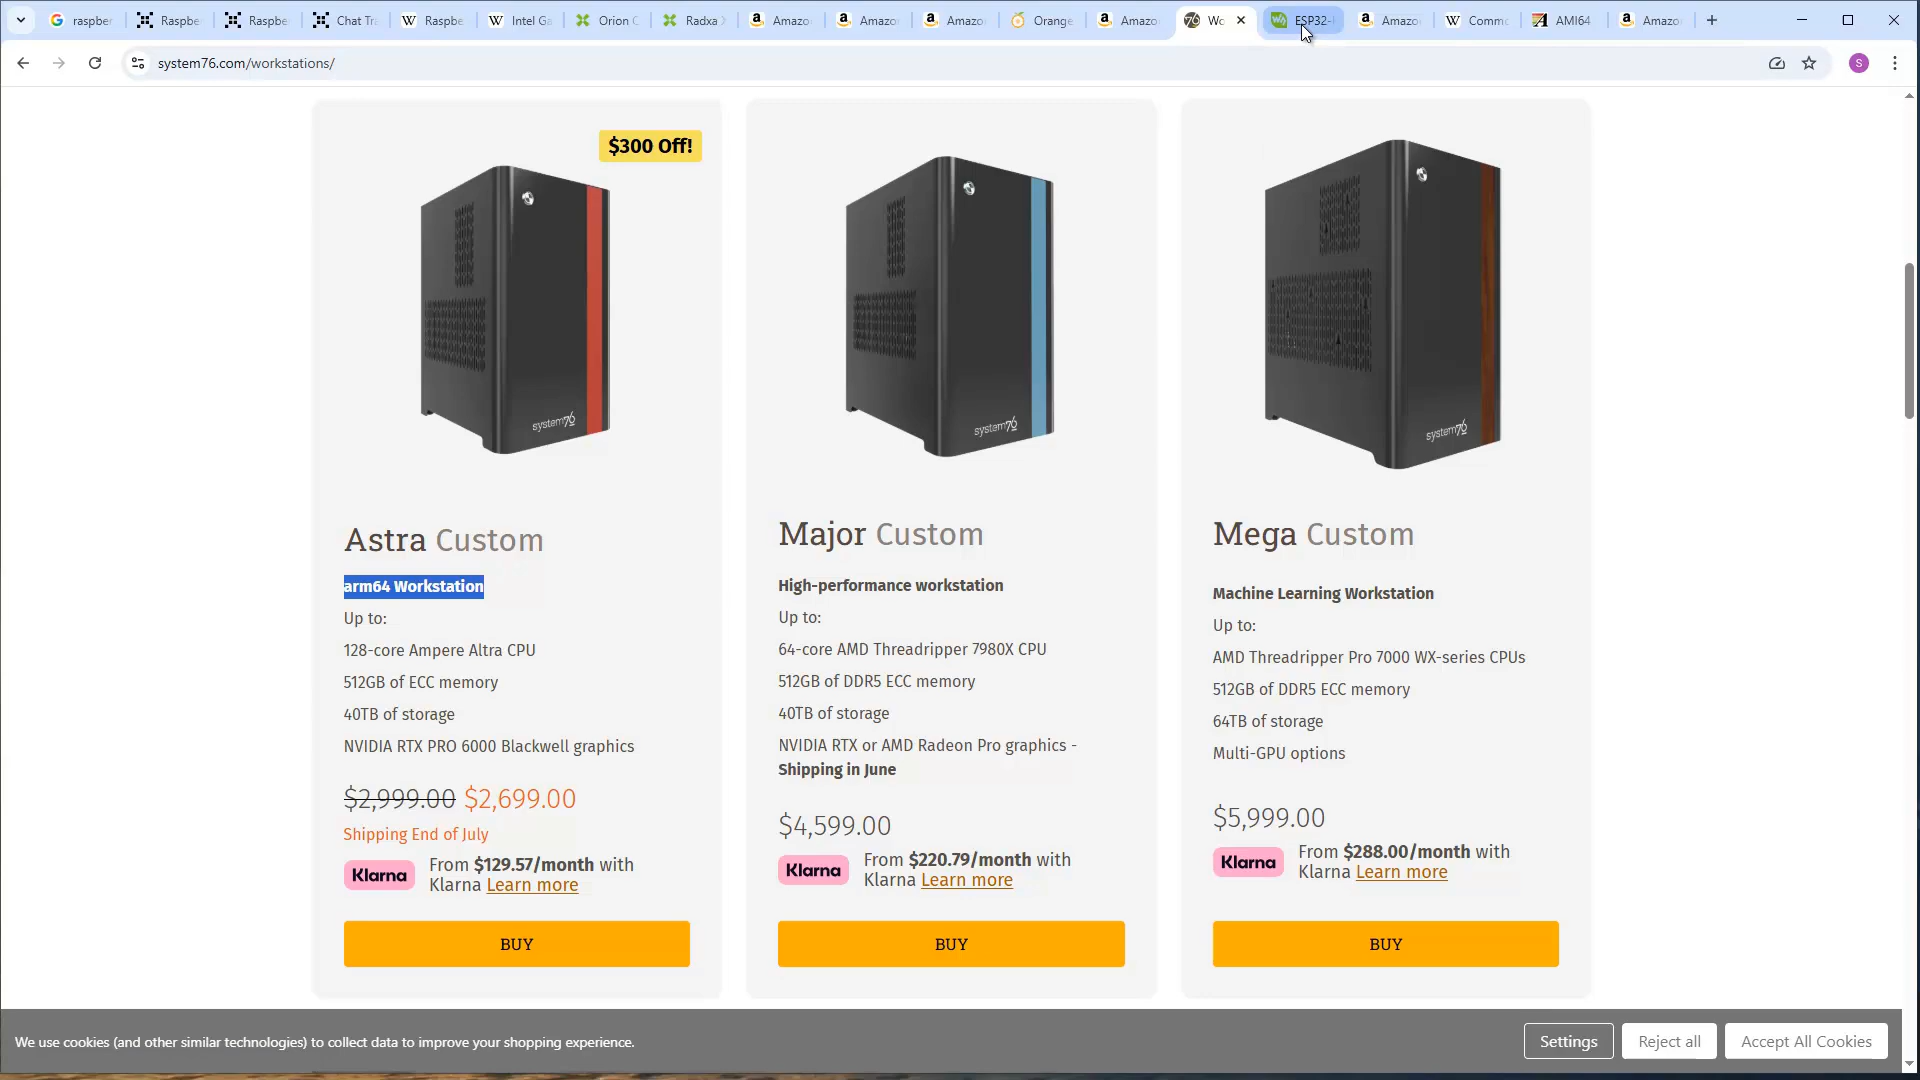 raspber
Raspbe
Raspbe
Chat Tra
Raspbe
Intel Ga
Orion O
Radxa X
Amazo
Amazo
Amazo
Orange
Amazo
Wo
ESP32-
Amazo
Commo
AMI64
Amazo
system76.com/workstations/
S
$300 Off!
system76
system76
system76
Astra Custom
arm64 Workstation
Up to:
128-core Ampere Altra CPU
512GB of ECC memory
40TB of storage
NVIDIA RTX PRO 6000 Blackwell graphics
$2,999.00 $2,699.00
Shipping End of July
Klarna
From $129.57/month with
Klarna Learn more
BUY
Major Custom
High-performance workstation
Up to:
64-core AMD Threadripper 7980X CPU
512GB of DDR5 ECC memory
40TB of storage
NVIDIA RTX or AMD Radeon Pro graphics -
Shipping in June
$4,599.00
Klarna
From $220.79/month with
Klarna Learn more
BUY
Mega Custom
Machine Learning Workstation
Up to:
AMD Threadripper Pro 7000 WX-series CPUs
512GB of DDR5 ECC memory
64TB of storage
Multi-GPU options
$5,999.00
Klarna
From $288.00/month with
Klarna Learn more
BUY
We use cookies (and other similar technologies) to collect data to improve your shopping experience.
Settings
Reject all
Accept All Cookies